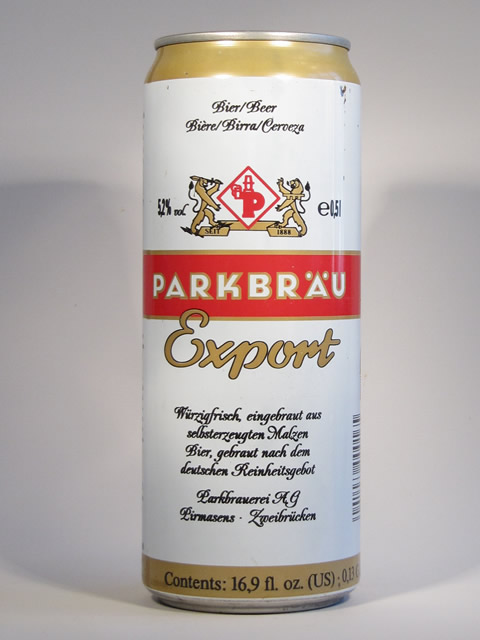 Bier/Beer
Bière/Birra/Cerveza
5,2% vol
P
e 0,5l
SEIT 1888
PARKBRÄU
Export
Würzigfrisch, eingebraut aus
selbsterzeugten Malzen
Bier, gebraut nach dem
deutschen Reinheitsgebot
Parkbrauerei AG
Pirmasens · Zweibrücken
Contents: 16,9 fl. oz. (US) ; 0,13